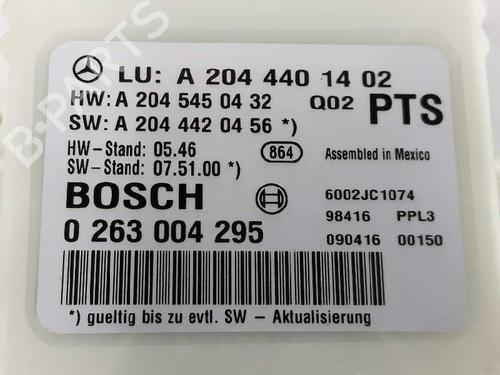 LU: A 204 440 14 02
HW: A 204 545 04 32 Q02 PTS
SW: A 204 442 04 56 *)
HW-Stand: 05.46 864 Assembled in Mexico
SW-Stand: 07.51.00 *)
BOSCH 6002JC1074
0 263 004 295 98416 PPL3
090416 00150
*) gueltig bis zu evtl. SW - Aktualisierung
B-PARTS